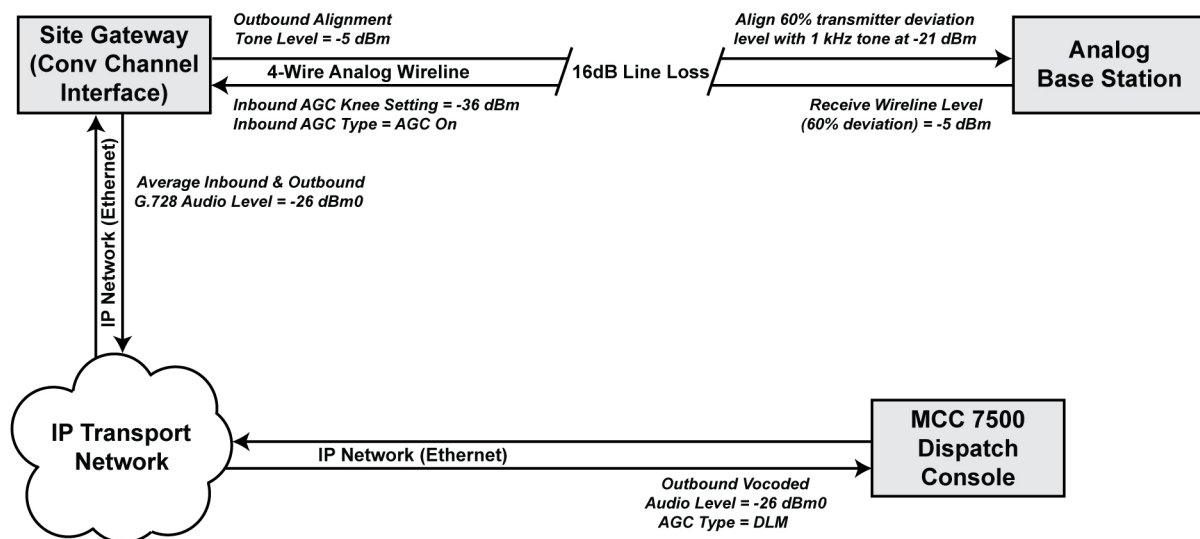 Site Gateway
(Conv Channel
Interface)
Outbound Alignment
Tone Level = -5 dBm
4-Wire Analog Wireline
Inbound AGC Knee Setting = -36 dBm
Inbound AGC Type = AGC On
16dB Line Loss
Align 60% transmitter deviation
level with 1 kHz tone at -21 dBm
Receive Wireline Level
(60% deviation) = -5 dBm
Analog
Base Station
IP Network (Ethernet)
Average Inbound & Outbound
G.728 Audio Level = -26 dBm0
IP Transport
Network
IP Network (Ethernet)
Outbound Vocoded
Audio Level = -26 dBm0
AGC Type = DLM
MCC 7500
Dispatch
Console